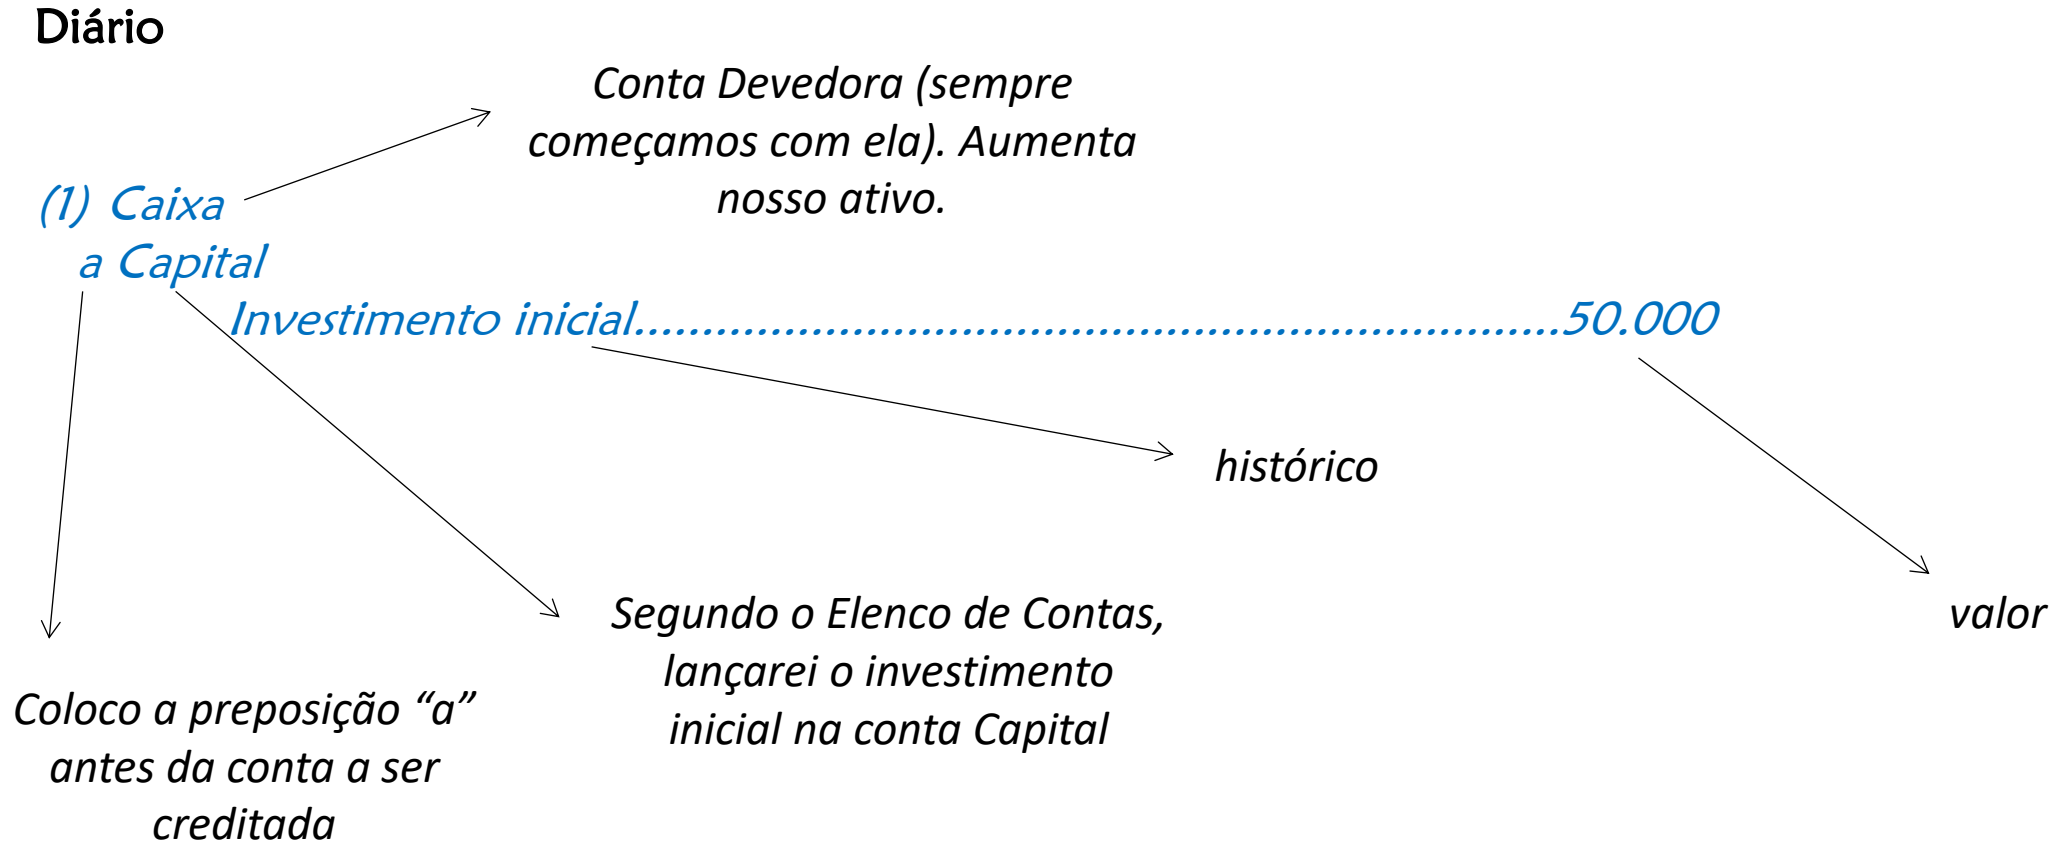 Diário
Conta Devedora (sempre
começamos com ela). Aumenta
nosso ativo.
(1) Caixa
a Capital
Investimento inicial.....................................................................50.000
histórico
Segundo o Elenco de Contas,
lançarei o investimento
inicial na conta Capital
valor
Coloco a preposição “a”
antes da conta a ser
creditada